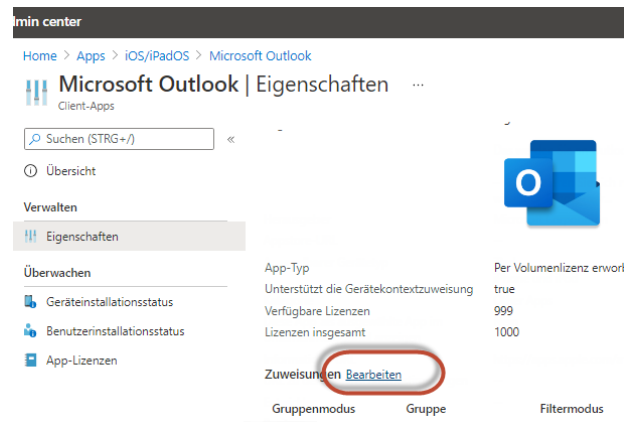 min center
Home > Apps > iOS/iPadOS > Microsoft Outlook
Microsoft Outlook | Eigenschaften ...
Client-Apps
Suchen (STRG+/) «
Übersicht
Verwalten
Eigenschaften
Überwachen
Geräteinstallationsstatus
Benutzerinstallationsstatus
App-Lizenzen
O
App-Typ Per Volumenlizenz erwor
Unterstützt die Gerätekontextzuweisung true
Verfügbare Lizenzen 999
Lizenzen insgesamt 1000
Zuweisungen Bearbeiten
Gruppenmodus Gruppe Filtermodus